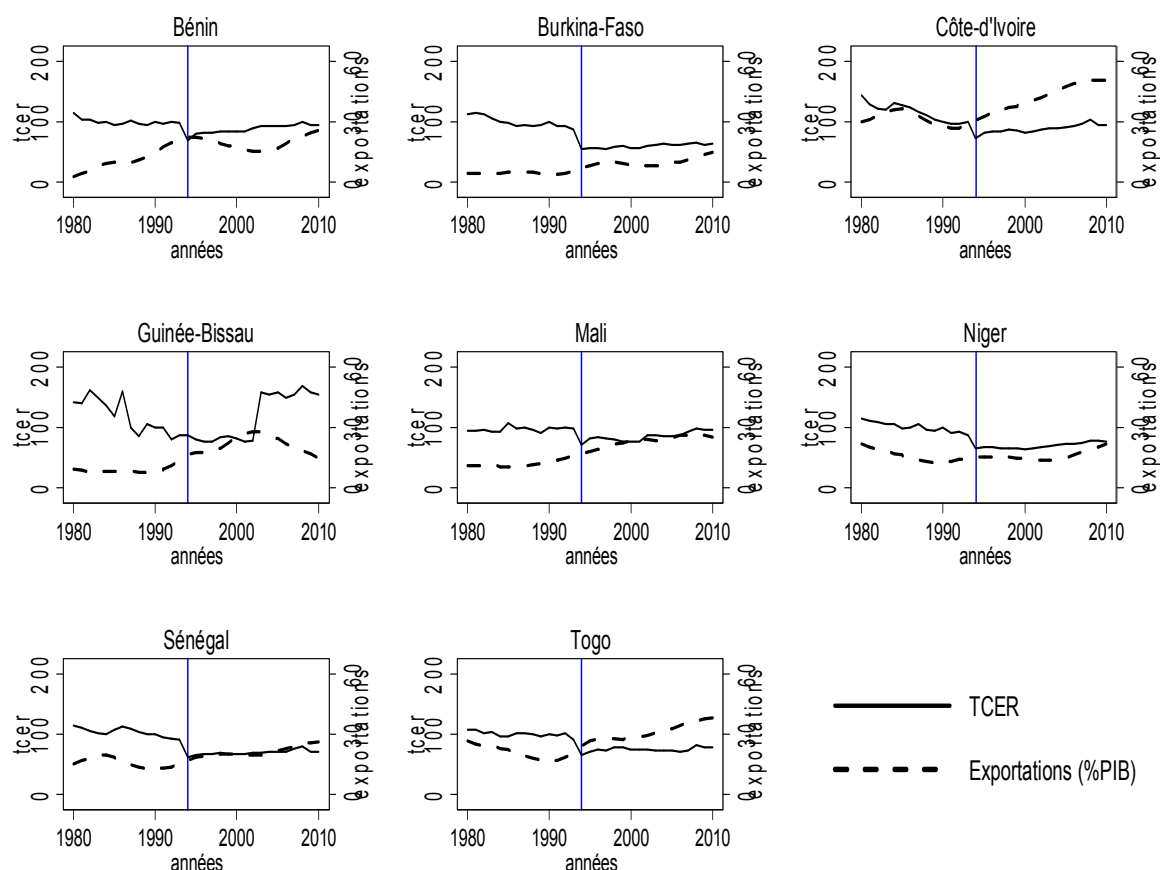 Bénin
200
100
0
tcer
60
30
0
exportations
1980 1990 2000 2010
années
Burkina-Faso
200
100
0
tcer
60
30
0
exportations
1980 1990 2000 2010
années
Côte-d'Ivoire
200
100
0
tcer
60
30
0
exportations
1980 1990 2000 2010
années
Guinée-Bissau
200
100
0
tcer
60
30
0
exportations
1980 1990 2000 2010
années
Mali
200
100
0
tcer
60
30
0
exportations
1980 1990 2000 2010
années
Niger
200
100
0
tcer
60
30
0
exportations
1980 1990 2000 2010
années
Sénégal
200
100
0
tcer
60
30
0
exportations
1980 1990 2000 2010
années
Togo
200
100
0
tcer
60
30
0
exportations
1980 1990 2000 2010
années
TCER
Exportations (%PIB)